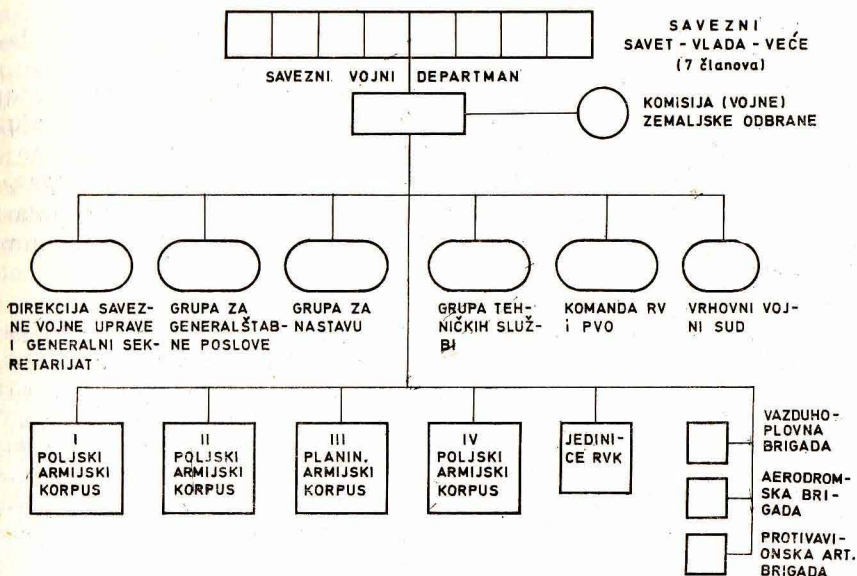 SAVEZNI
SAVET - VLADA - VEĆE
(7 članova)
SAVEZNI VOJNI DEPARTMAN
KOMISIJA (VOJNE)
ZEMALJSKE ODBRANE
DIREKCIJA SAVEZ-
NE VOJNE UPRAVE
I GENERALNI SEK-
RETARIJAT
GRUPA ZA
GENERALŠTAB-
NE POSLOVE
GRUPA ZA
NASTAVU
GRUPA TEH-
NIČKIH SLUŽ-
BI
KOMANDA RV
i PVO
VRHOVNI VOJ-
NI SUD
I
POLJSKI
ARMIJSKI
KORPUS
II
POLJSKI
ARMIJSKI
KORPUS
III
PLANIN.
ARMIJSKI
KORPUS
IV
POLJSKI
ARMIJSKI
KORPUS
JEDINI-
CE RVK
VAZDUHO-
PLOVNA
BRIGADA
AERODROM-
SKA BRI-
GADA
PROTIVAVI-
ONSKA ART.
BRIGADA